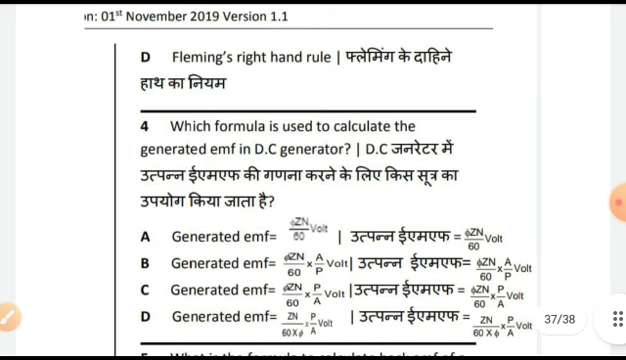 n: 01st November 2019 Version 1.1
D Fleming's right hand rule | फ्लेमिंग के दाहिने
हाथ का नियम
4 Which formula is used to calculate the
generated emf in D.C generator? | D.C जनरेटर में
उत्पन्न ईएमएफ की गणना करने के लिए किस सूत्र का
उपयोग किया जाता है?
A Generated emf= ϕZN/60 Volt | उत्पन्न ईएमएफ = ϕZN/60 Volt
B Generated emf= ϕZN/60 x A/P Volt | उत्पन्न ईएमएफ= ϕZN/60 x A/P Volt
C Generated emf= ϕZN/60 x P/A Volt | उत्पन्न ईएमएफ = ϕZN/60 x P/A Volt
D Generated emf= ZN/60 X ϕ x P/A Volt | उत्पन्न ईएमएफ = ZN/60 X ϕ x P/A Volt
37/38